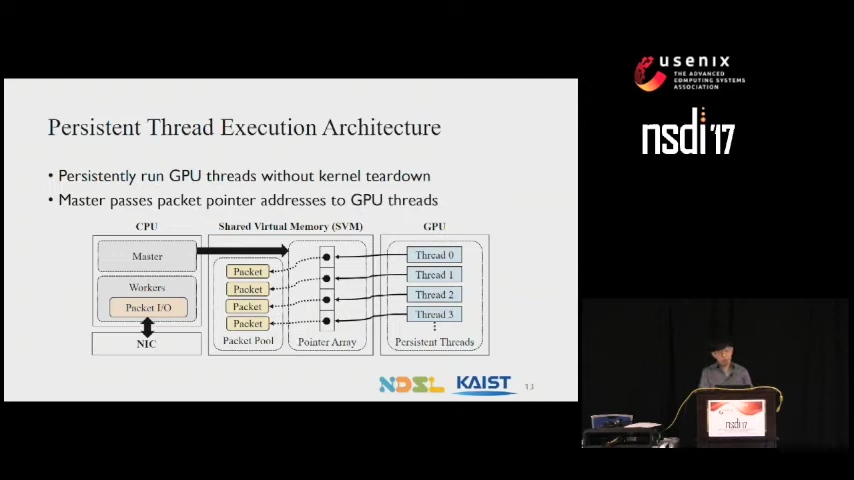 Persistent Thread Execution Architecture
• Persistently run GPU threads without kernel teardown
• Master passes packet pointer addresses to GPU threads
CPU
Shared Virtual Memory (SVM)
GPU
Master
Workers
Packet I/O
NIC
Packet
Packet
Packet
Packet
Packet Pool
Pointer Array
Thread 0
Thread 1
Thread 2
Thread 3
Persistent Threads
NDSL
KAIST
13
usenix
THE ADVANCED
COMPUTING SYSTEMS
ASSOCIATION
nsdi '17
nsdi '17